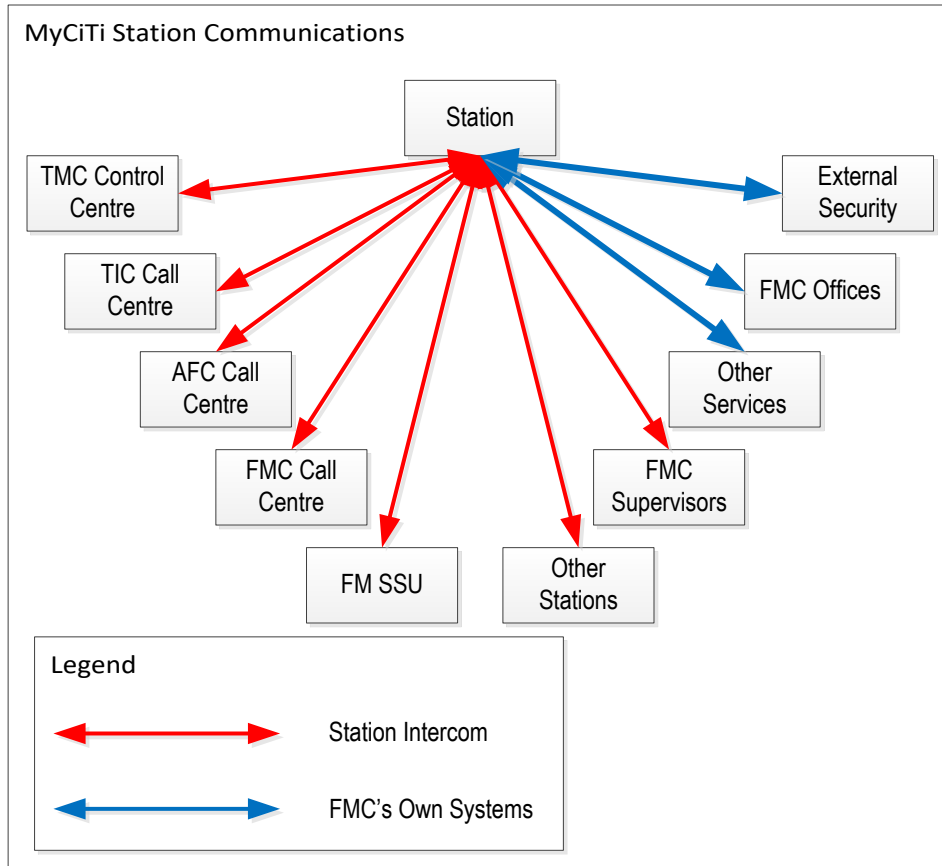 MyCiTi Station Communications
Station
TMC Control
Centre
External
Security
TIC Call
Centre
FMC Offices
AFC Call
Centre
Other
Services
FMC Call
Centre
FMC
Supervisors
FM SSU
Other
Stations
Legend
Station Intercom
FMC's Own Systems